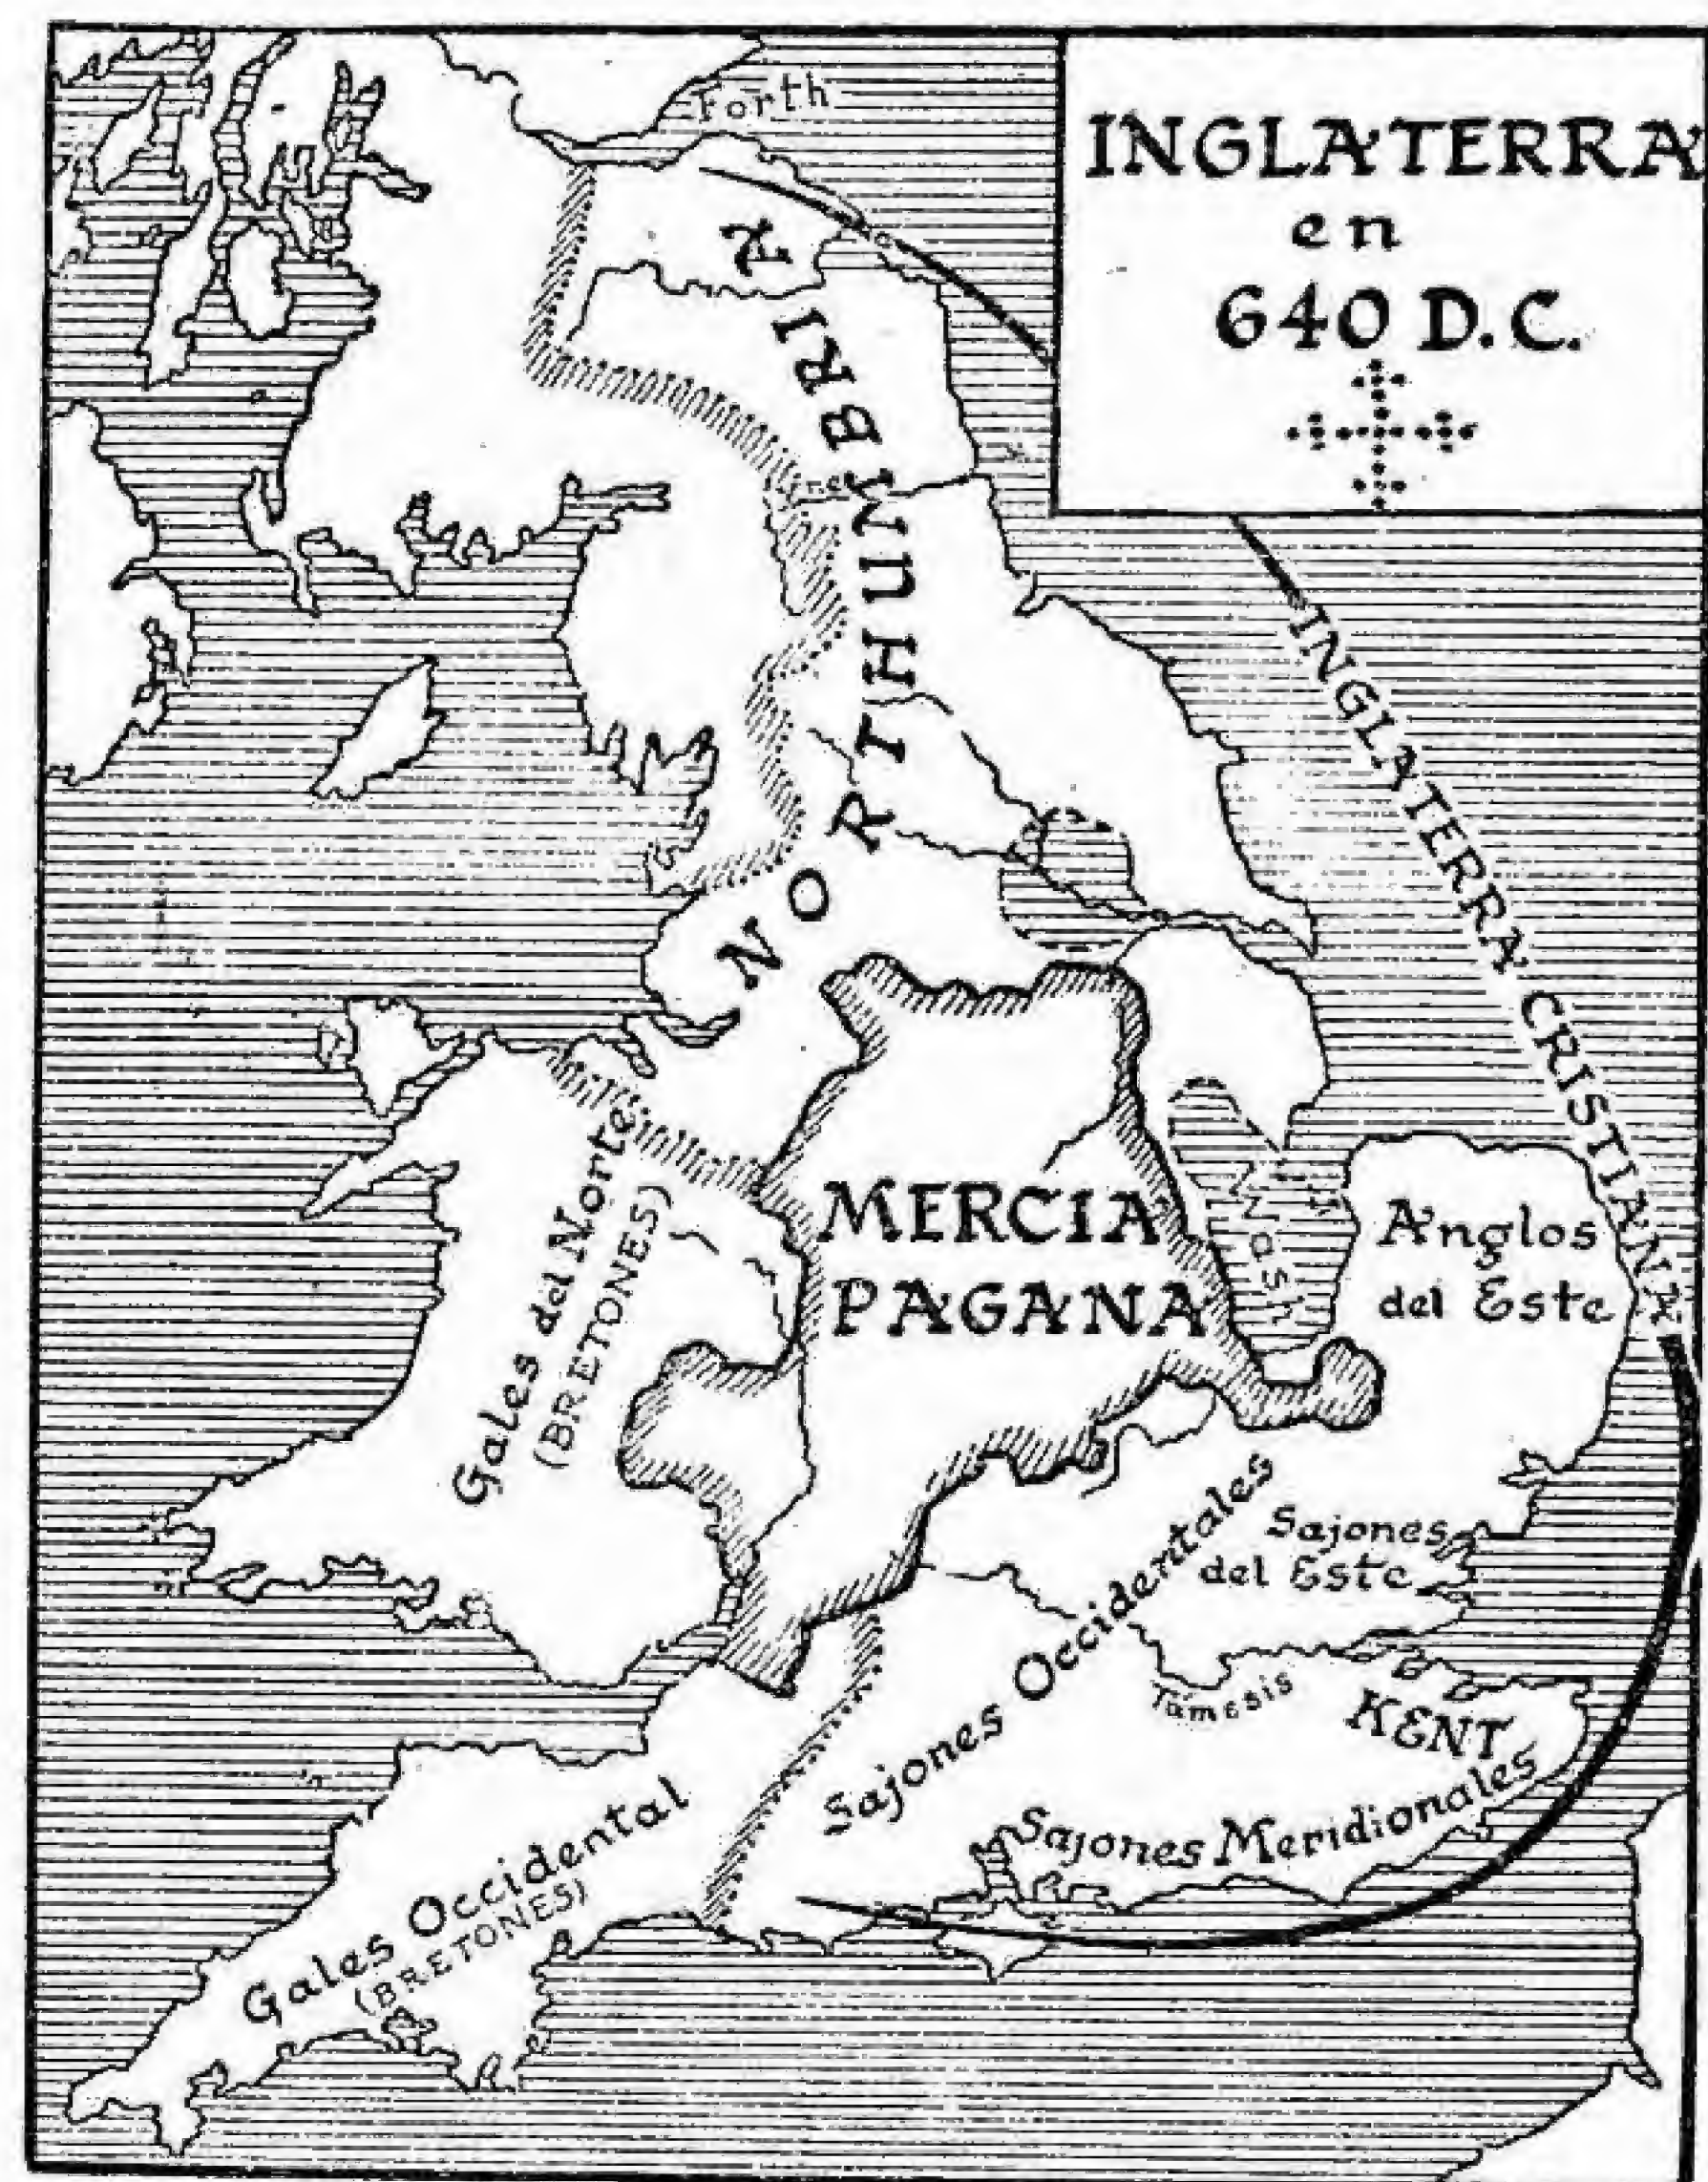 INGLATERRA
en
640 D.C.
Forth
NORTHUMBRIA
INGLATERRA CRISTIANA
MERCIA
PAGANA
Wash
Anglos
del Este
Gales del Norte
(BRETONES)
Sajones Occidentales
Sajones
del Este
Támesis
KENT
Sajones Meridionales
Gales Occidental
(BRETONES)